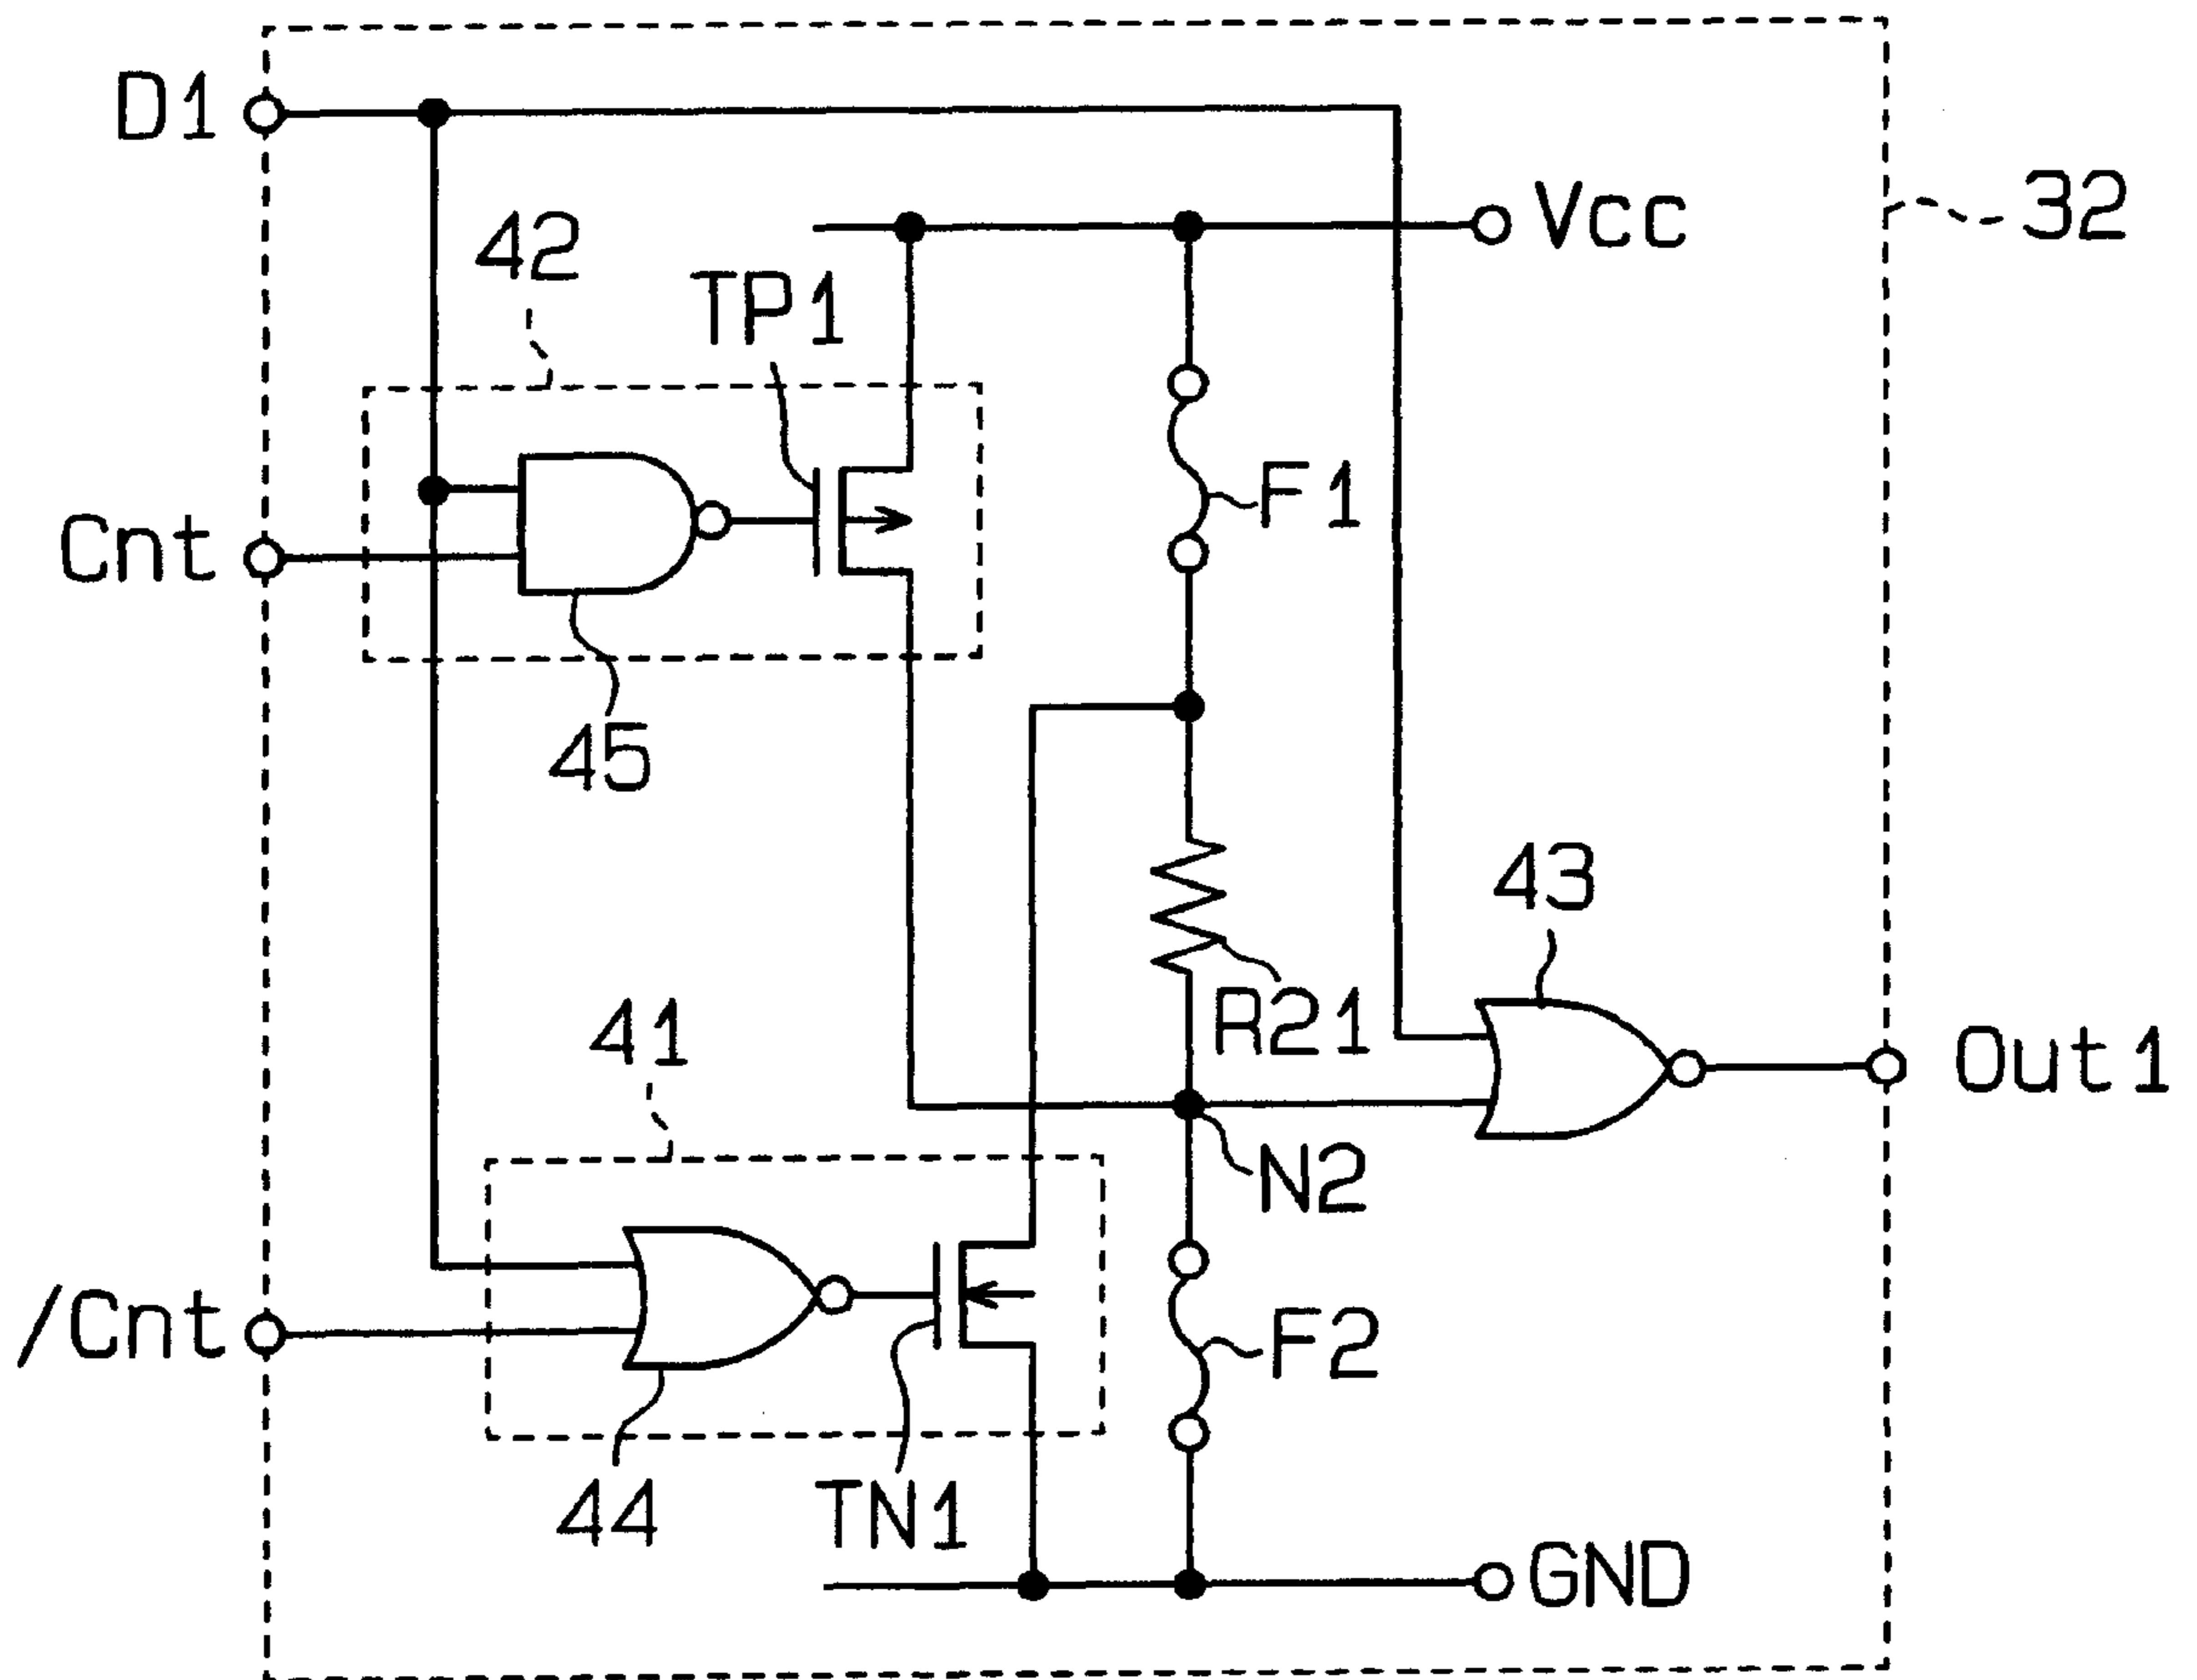 D1
Vcc
32
42
TP1
F1
Cnt
45
43
R21
41
Out1
N2
/Cnt
F2
44
TN1
GND